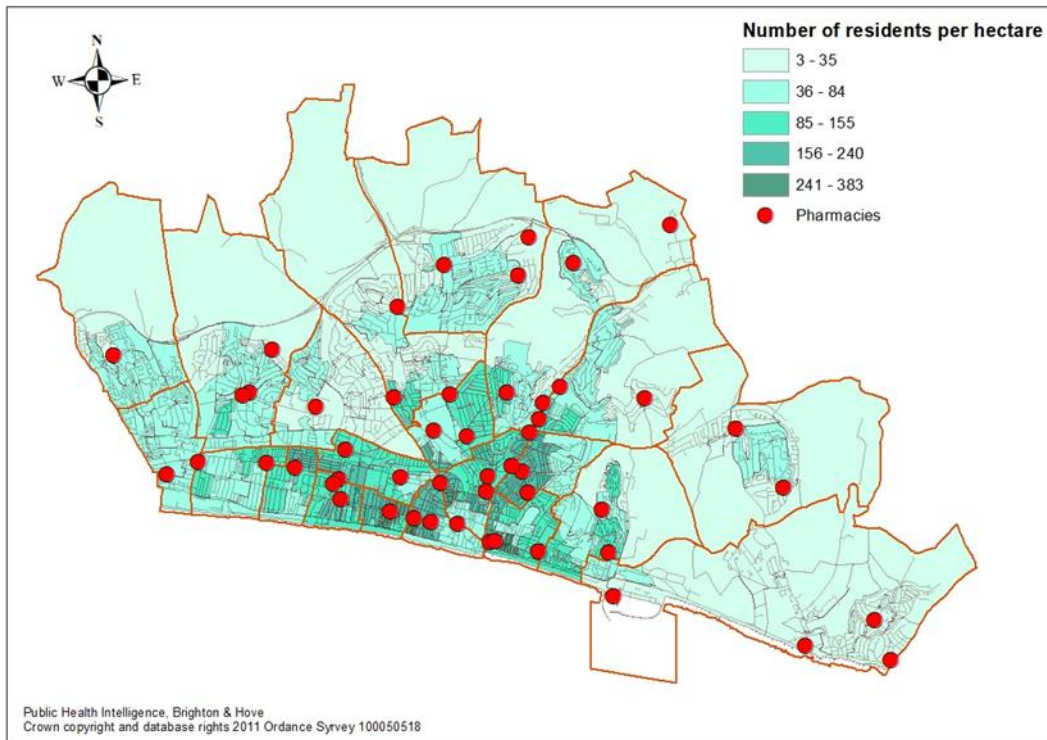 Number of residents per hectare
3 - 35
36 - 84
85 - 155
156 - 240
241 - 383
Pharmacies
N
W E
S
Public Health Intelligence, Brighton & Hove
Crown copyright and database rights 2011 Ordance Syrvey 100050518